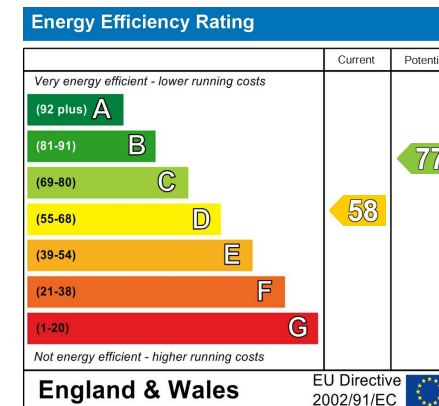 Energy Efficiency Rating
Current Potenti
Very energy efficient - lower running costs
(92 plus) A
(81-91) B
77
(69-80) C
(55-68) D
58
(39-54) E
(21-38) F
(1-20) G
Not energy efficient - higher running costs
England & Wales
EU Directive
2002/91/EC